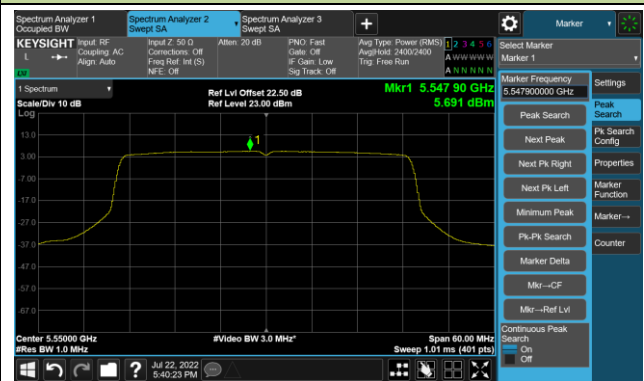 Spectrum Analyzer 1
Occupied BW
Spectrum Analyzer 2
Swept SA
Spectrum Analyzer 3
Swept SA
+
Marker
KEYSIGHT
L
Input: RF
Coupling: AC
Align: Auto
Input Z: 50 Ω
Corrections: Off
Freq Ref: Int (S)
NFE: Off
Atten: 20 dB
PNO: Fast
Gate: Off
IF Gain: Low
Sig Track: Off
Avg Type: Power (RMS)
Avg|Hold: 2400/2400
Trig: Free Run
1 2 3 4 5 6
A W W W W W
A N N N N N
Select Marker
Marker 1
1 Spectrum
Scale/Div 10 dB
Log
Ref Lvl Offset 22.50 dB
Ref Level 23.00 dBm
Mkr1 5.547 90 GHz
5.691 dBm
13.0
3.00
-7.00
-17.0
-27.0
-37.0
-47.0
-57.0
-67.0
1
Center 5.55000 GHz
#Res BW 1.0 MHz
#Video BW 3.0 MHz*
Span 60.00 MHz
Sweep 1.01 ms (401 pts)
Marker Frequency
5.547900000 GHz
Peak Search
Next Peak
Next Pk Right
Next Pk Left
Minimum Peak
Pk-Pk Search
Marker Delta
Mkr→CF
Mkr→Ref Lvl
Continuous Peak
Search
On
Off
Settings
Peak
Search
Pk Search
Config
Properties
Marker
Function
Marker→
Counter
?
Jul 22, 2022
5:40:23 PM